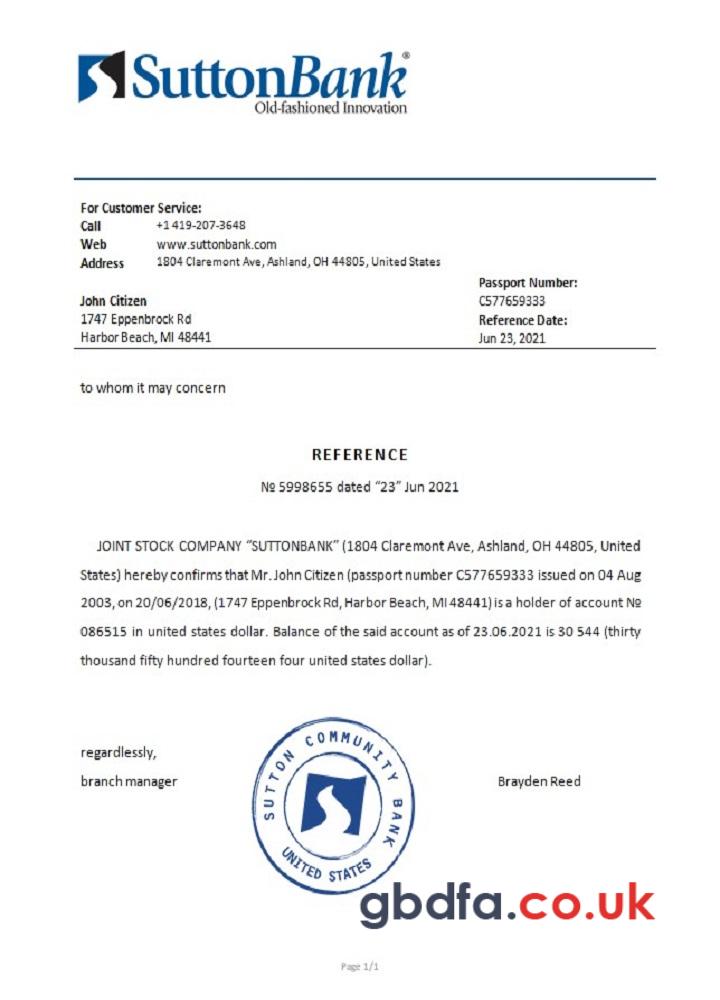 SuttonBank®
Old-fashioned Innovation
For Customer Service:
Call +1 419-207-3648
Web www.suttonbank.com
Address 1804 Claremont Ave, Ashland, OH 44805, United States
Passport Number:
John Citizen C577659333
1747 Eppenbrock Rd Reference Date:
Harbor Beach, MI 48441 Jun 23, 2021
to whom it may concern
REFERENCE
№ 5998655 dated “23” Jun 2021
JOINT STOCK COMPANY “SUTTONBANK” (1804 Claremont Ave, Ashland, OH 44805, United
States) hereby confirms that Mr. John Citizen (passport number C577659333 issued on 04 Aug
2003, on 20/06/2018, (1747 Eppenbrock Rd, Harbor Beach, MI 48441) is a holder of account №
086515 in united states dollar. Balance of the said account as of 23.06.2021 is 30 544 (thirty
thousand fifty hundred fourteen four united states dollar).
SUTTON COMMUNITY BANK
UNITED STATES
regardlessly,
branch manager Brayden Reed
gbdfa.co.uk
Page 1/1